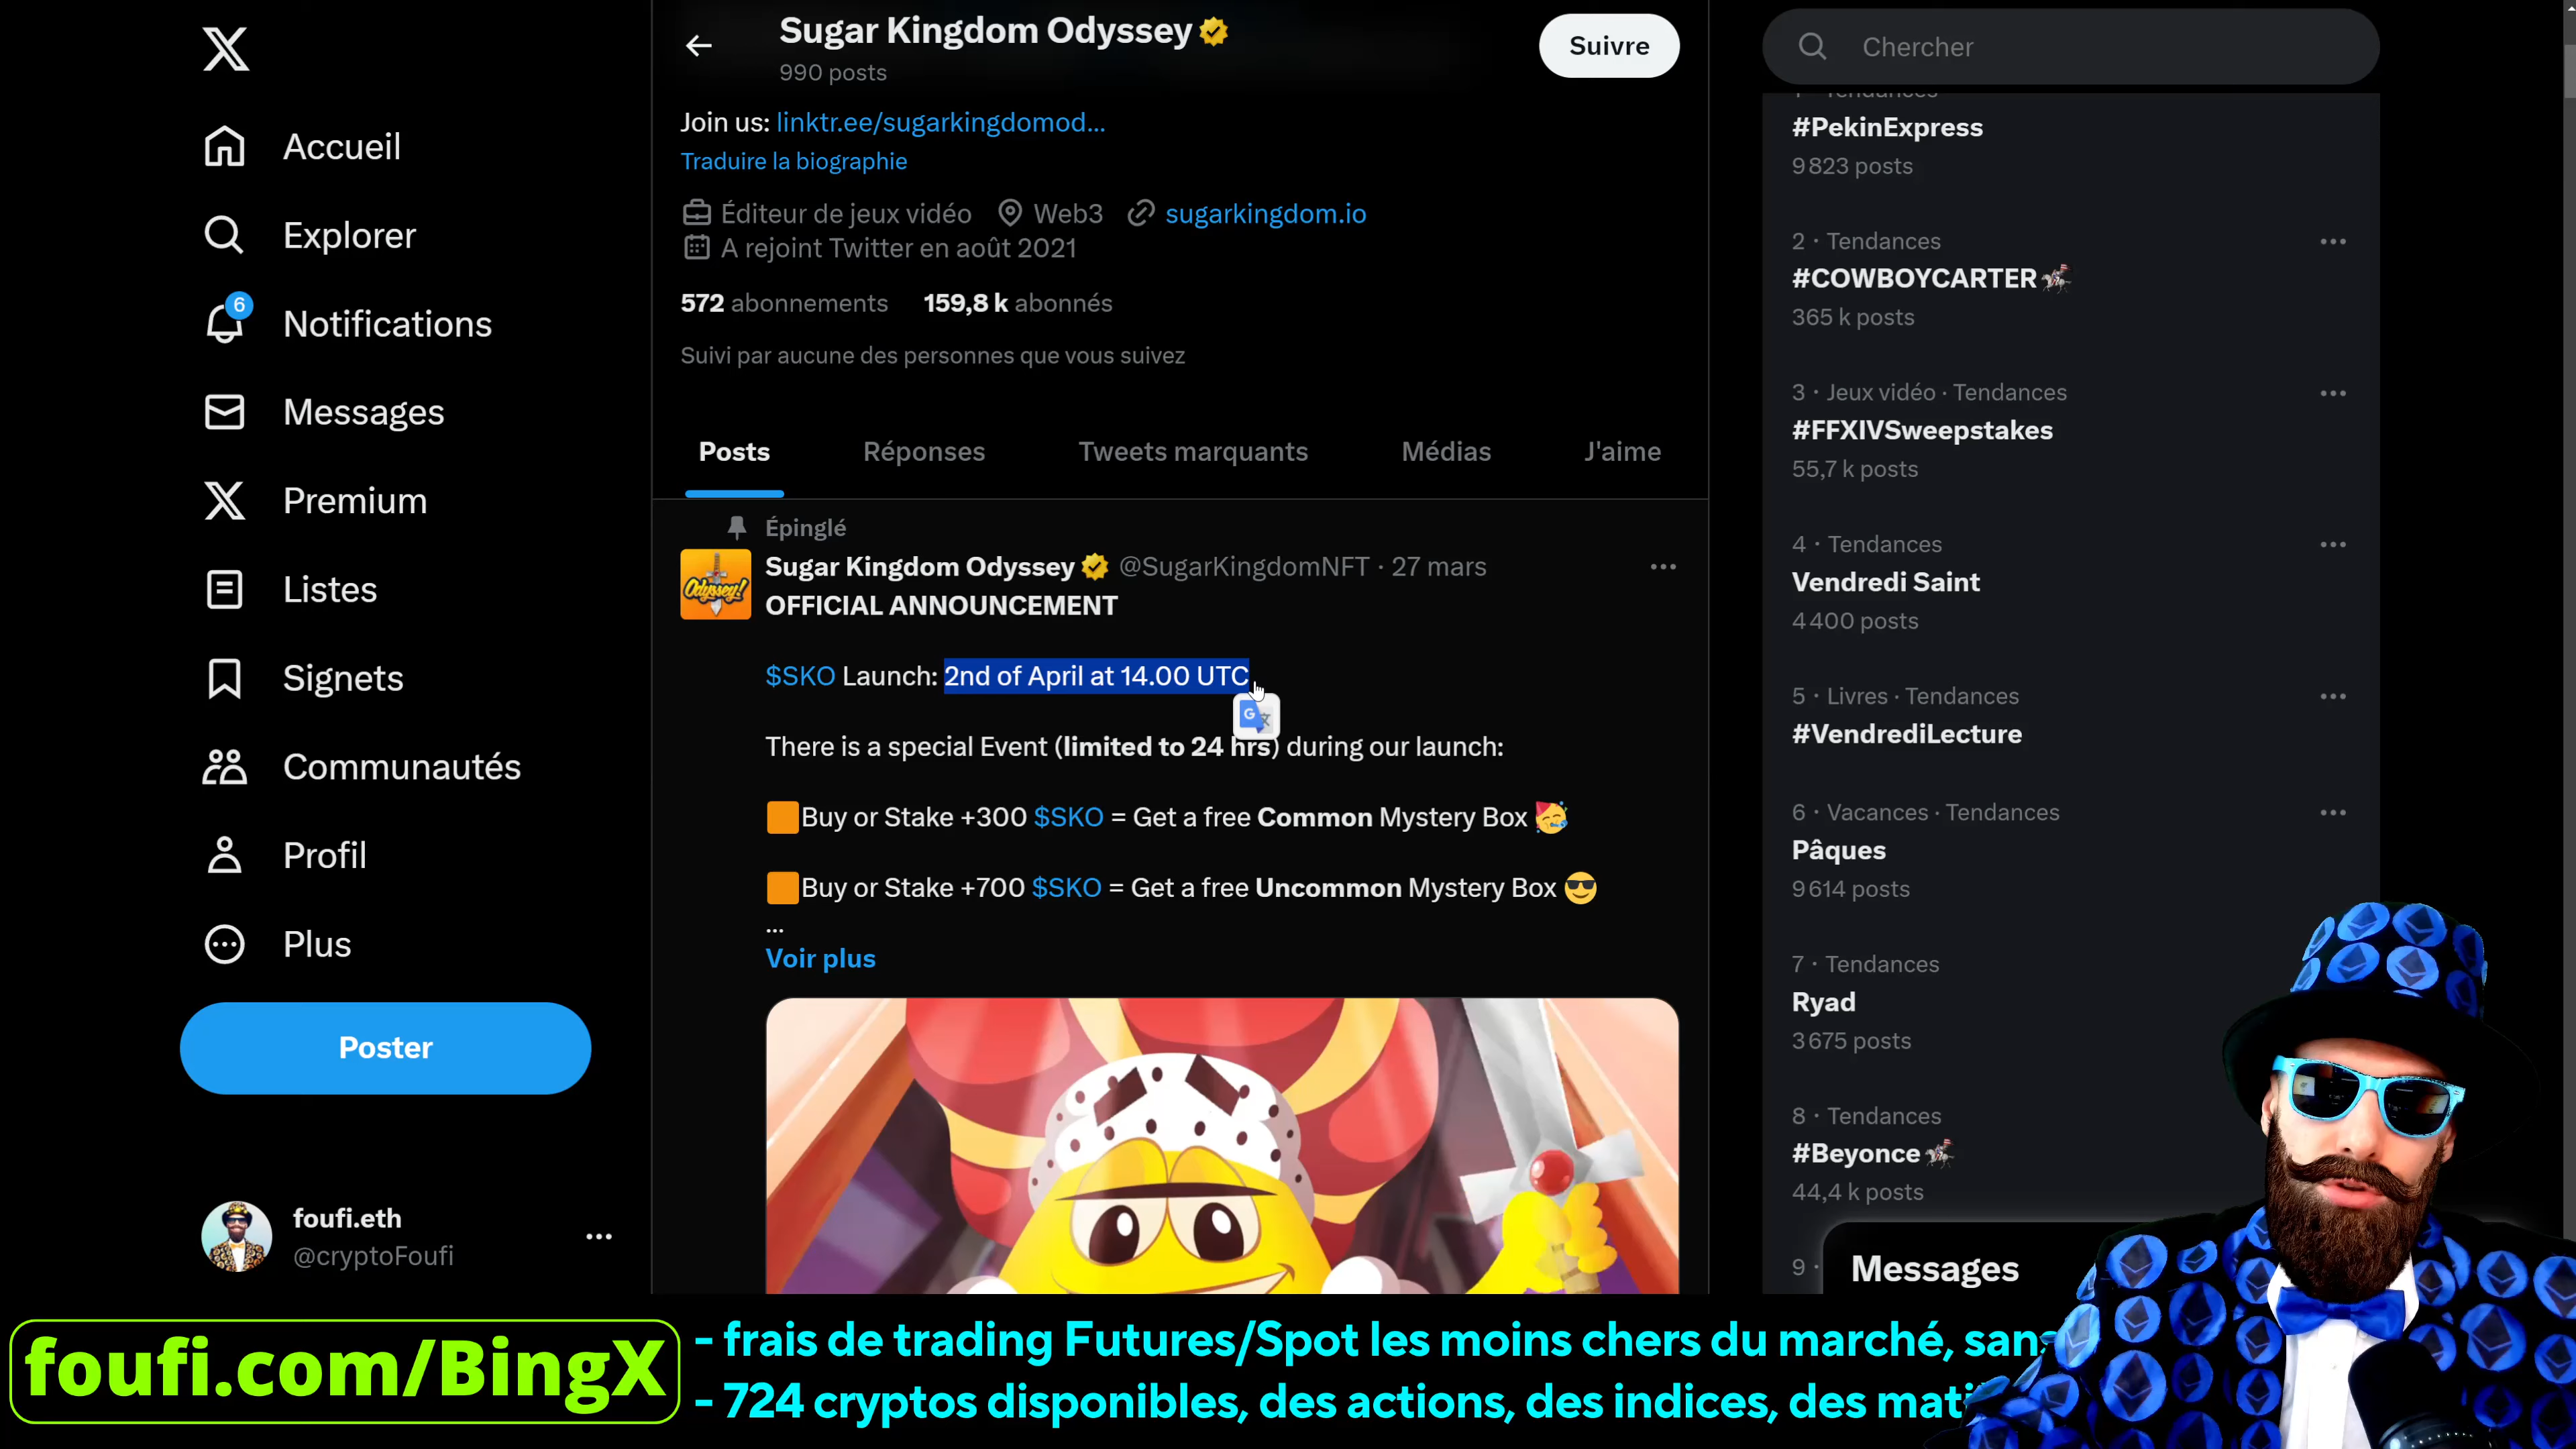 Accueil
Explorer
6
Notifications
Messages
Premium
Listes
Signets
Communautés
Profil
Plus
Poster
foufi.eth
@cryptoFoufi
Sugar Kingdom Odyssey
990 posts
Suivre
Join us: linktr.ee/sugarkingdomod...
Traduire la biographie
Éditeur de jeux vidéo Web3 sugarkingdom.io
A rejoint Twitter en août 2021
572 abonnements 159,8 k abonnés
Suivi par aucune des personnes que vous suivez
Posts Réponses Tweets marquants Médias J'aime
Épinglé
Sugar Kingdom Odyssey @SugarKingdomNFT · 27 mars
Odyssey!
OFFICIAL ANNOUNCEMENT
$SKO Launch: 2nd of April at 14.00 UTC
There is a special Event (limited to 24 hrs) during our launch:
Buy or Stake +300 $SKO = Get a free Common Mystery Box 🥳
Buy or Stake +700 $SKO = Get a free Uncommon Mystery Box 😎
...
Voir plus
Chercher
1 · Tendances
#PekinExpress
9 823 posts
2 · Tendances
#COWBOYCARTER
365 k posts
3 · Jeux vidéo · Tendances
#FFXIVSweepstakes
55,7 k posts
4 · Tendances
Vendredi Saint
4 400 posts
5 · Livres · Tendances
#VendrediLecture
6 · Vacances · Tendances
Pâques
9 614 posts
7 · Tendances
Ryad
3 675 posts
8 · Tendances
#Beyonce
44,4 k posts
9 ·
Messages
foufi.com/BingX
- frais de trading Futures/Spot les moins chers du marché,
- 724 cryptos disponibles, des actions, des indices, des